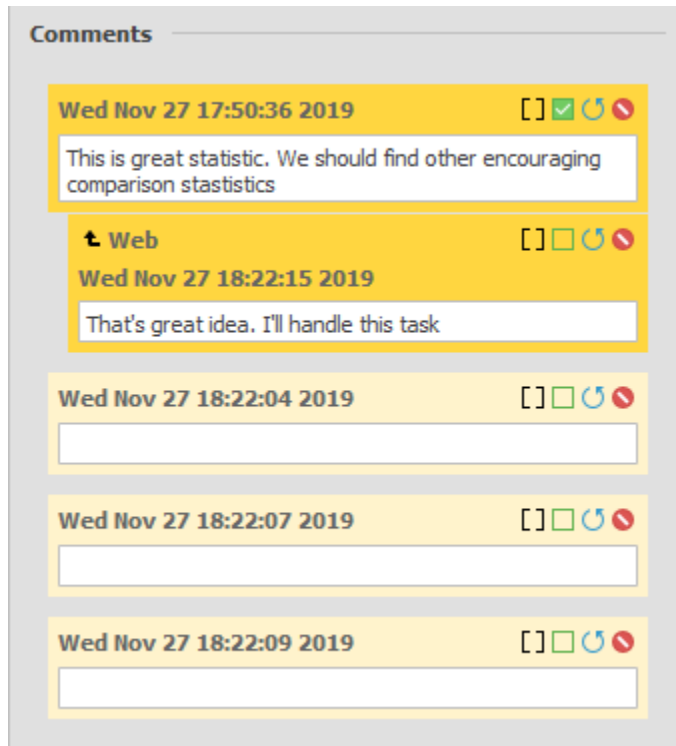 Comments
Wed Nov 27 17:50:36 2019
This is great statistic. We should find other encouraging
comparison stastistics
Web
Wed Nov 27 18:22:15 2019
That's great idea. I'll handle this task
Wed Nov 27 18:22:04 2019
Wed Nov 27 18:22:07 2019
Wed Nov 27 18:22:09 2019